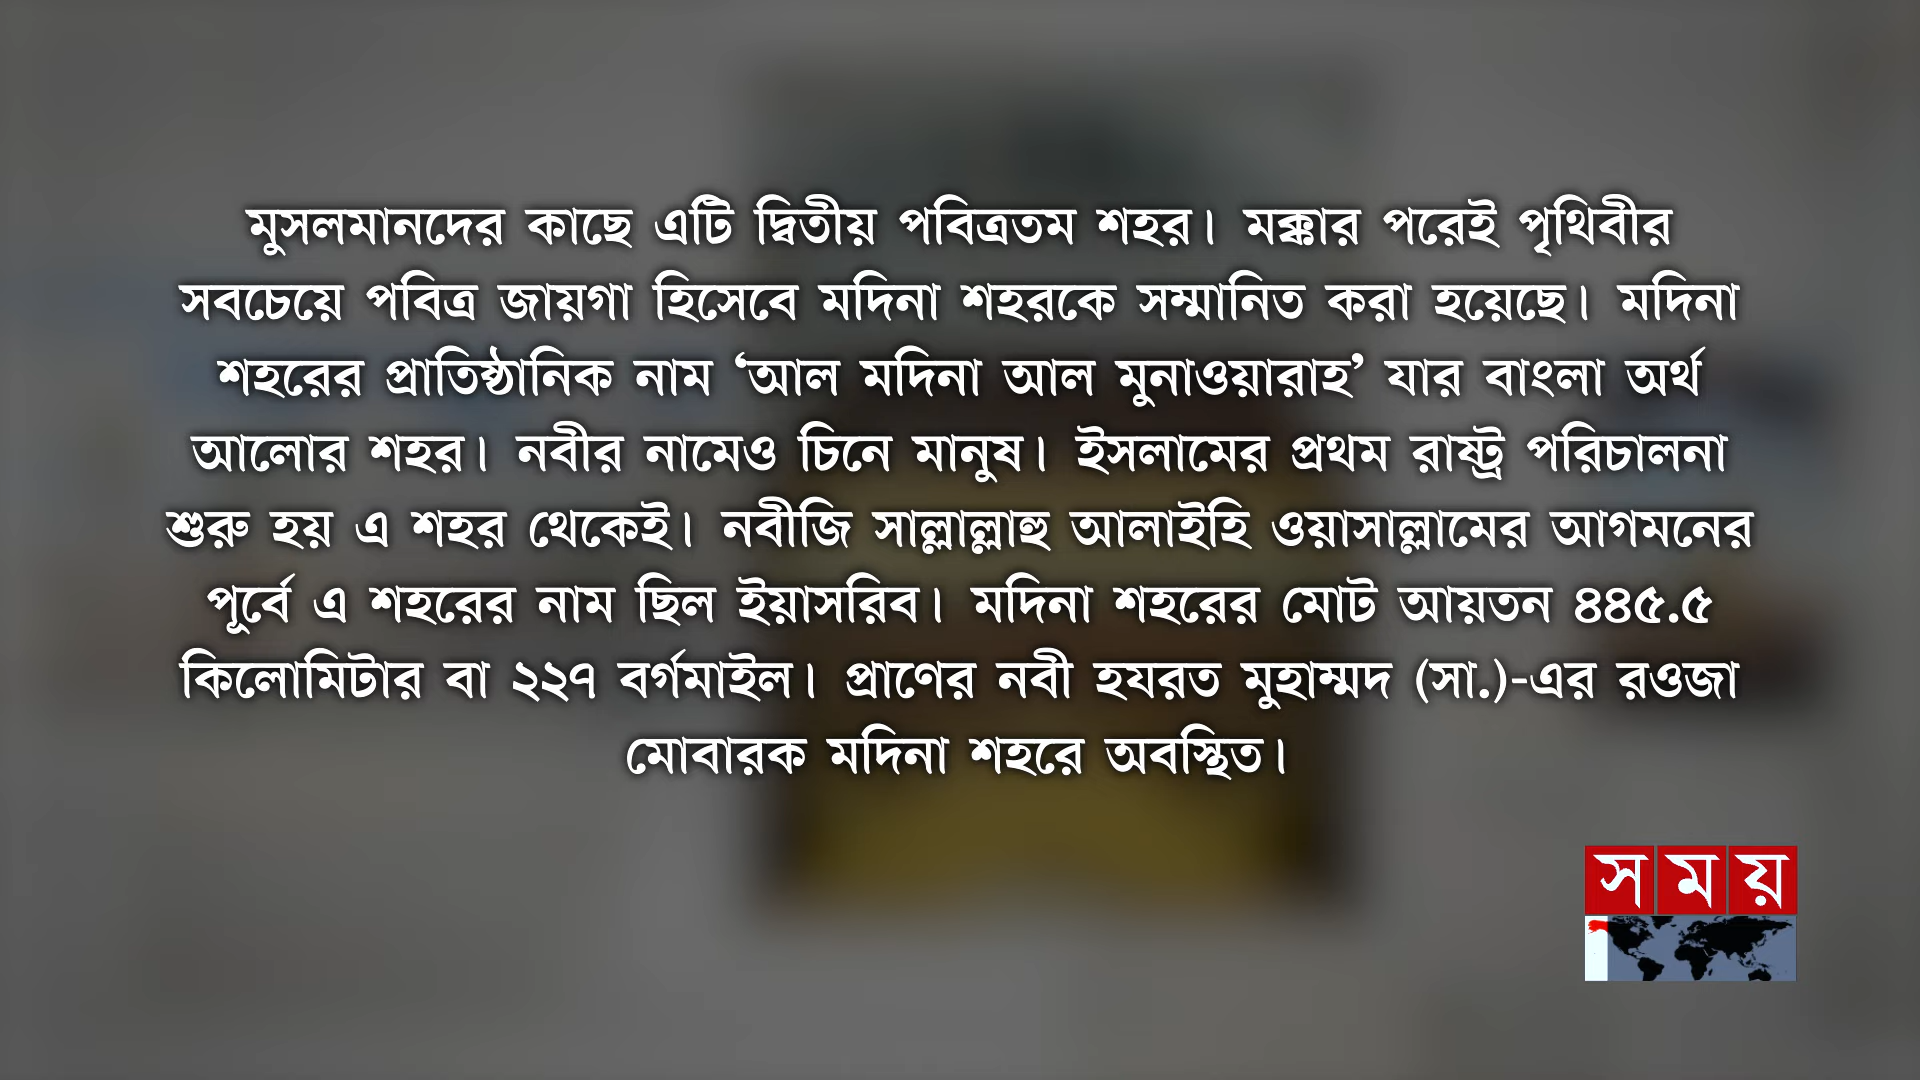 মুসলমানদের কাছে এটি দ্বিতীয় পবিত্রতম শহর। মক্কার পরেই পৃথিবীর
সবচেয়ে পবিত্র জায়গা হিসেবে মদিনা শহরকে সম্মানিত করা হয়েছে। মদিনা
শহরের প্রাতিষ্ঠানিক নাম ‘আল মদিনা আল মুনাওয়ারাহ’ যার বাংলা অর্থ
আলোর শহর। নবীর নামেও চিনে মানুষ। ইসলামের প্রথম রাষ্ট্র পরিচালনা
শুরু হয় এ শহর থেকেই। নবীজি সাল্লাল্লাহু আলাইহি ওয়াসাল্লামের আগমনের
পূর্বে এ শহরের নাম ছিল ইয়াসরিব। মদিনা শহরের মোট আয়তন ৪৪৫.৫
কিলোমিটার বা ২২৭ বর্গমাইল। প্রাণের নবী হযরত মুহাম্মদ (সা.)-এর রওজা
মোবারক মদিনা শহরে অবস্থিত।
সময়